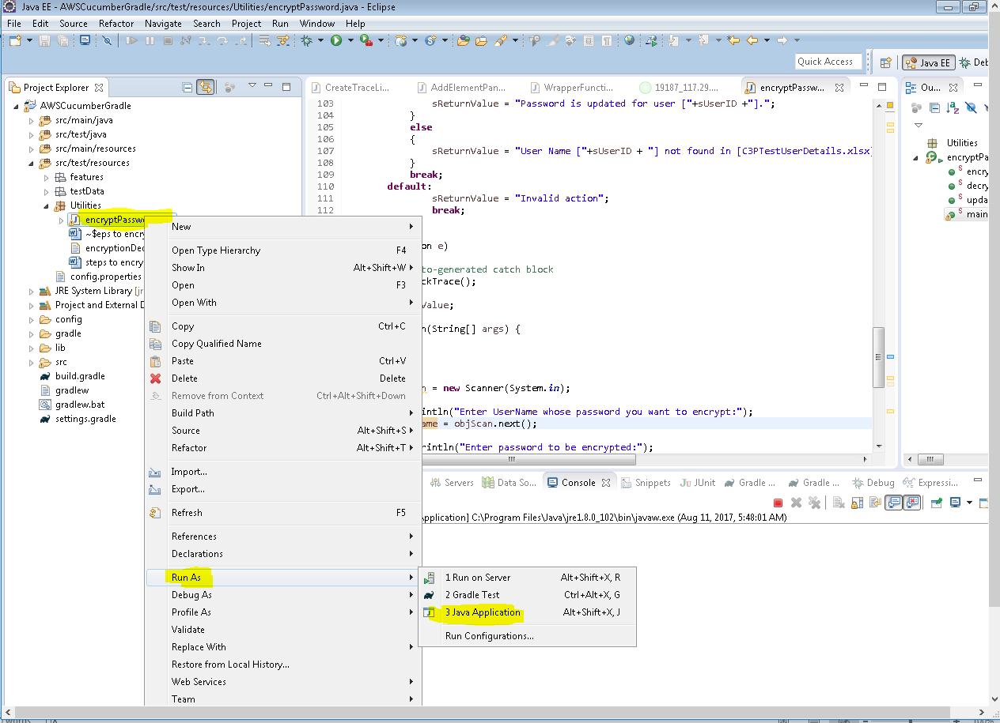 Java EE - AWSCucumberGradle/src/test/resources/Utilities/encryptPassword.java - Eclipse
File Edit Source Refactor Navigate Search Project Run Window Help
Quick Access
Java EE
Deb
Project Explorer
AWSCucumberGradle
src/main/java
src/test/java
src/main/resources
src/test/resources
features
testData
Utilities
encryptPassw
~$eps to encry
encryptionDec
steps to encry
config.properties
JRE System Library [jr
Project and External D
config
gradle
lib
src
build.gradle
gradlew
gradlew.bat
settings.gradle
CreateTraceLi... AddElementPan... WrapperFuncti... 19187_117.29.... encryptPassw...
103 sReturnValue = "Password is updated for user ["+sUserID +"].";
104 }
105 else
106 {
107 sReturnValue = "User Name ["+sUserID + "] not found in [C3PTestUserDetails.xlsx]
108 }
109 break;
110 default:
111 sReturnValue = "Invalid action";
112 break;
on e)
to-generated catch block
ckTrace();
Value;
n(String[] args) {
n = new Scanner(System.in);
intln("Enter UserName whose password you want to encrypt:");
ame = objScan.next();
intln("Enter password to be encrypted:");
Ou...
Utilities
encryptPa
encry
decry
upda
main
New
Open Type Hierarchy F4
Show In Alt+Shift+W
Open F3
Open With
Copy Ctrl+C
Copy Qualified Name
Paste Ctrl+V
Delete Delete
Remove from Context Ctrl+Alt+Shift+Down
Build Path
Source Alt+Shift+S
Refactor Alt+Shift+T
Import...
Export...
Refresh F5
References
Declarations
Run As
Debug As
Profile As
Validate
Replace With
Restore from Local History...
Web Services
Team
1 Run on Server Alt+Shift+X, R
2 Gradle Test Ctrl+Alt+X, G
3 Java Application Alt+Shift+X, J
Run Configurations...
Servers Data So... Console Snippets JUnit Gradle ... Gradle ... Debug Expressi...
Application] C:\Program Files\Java\jre1.8.0_102\bin\javaw.exe (Aug 11, 2017, 5:48:01 AM)